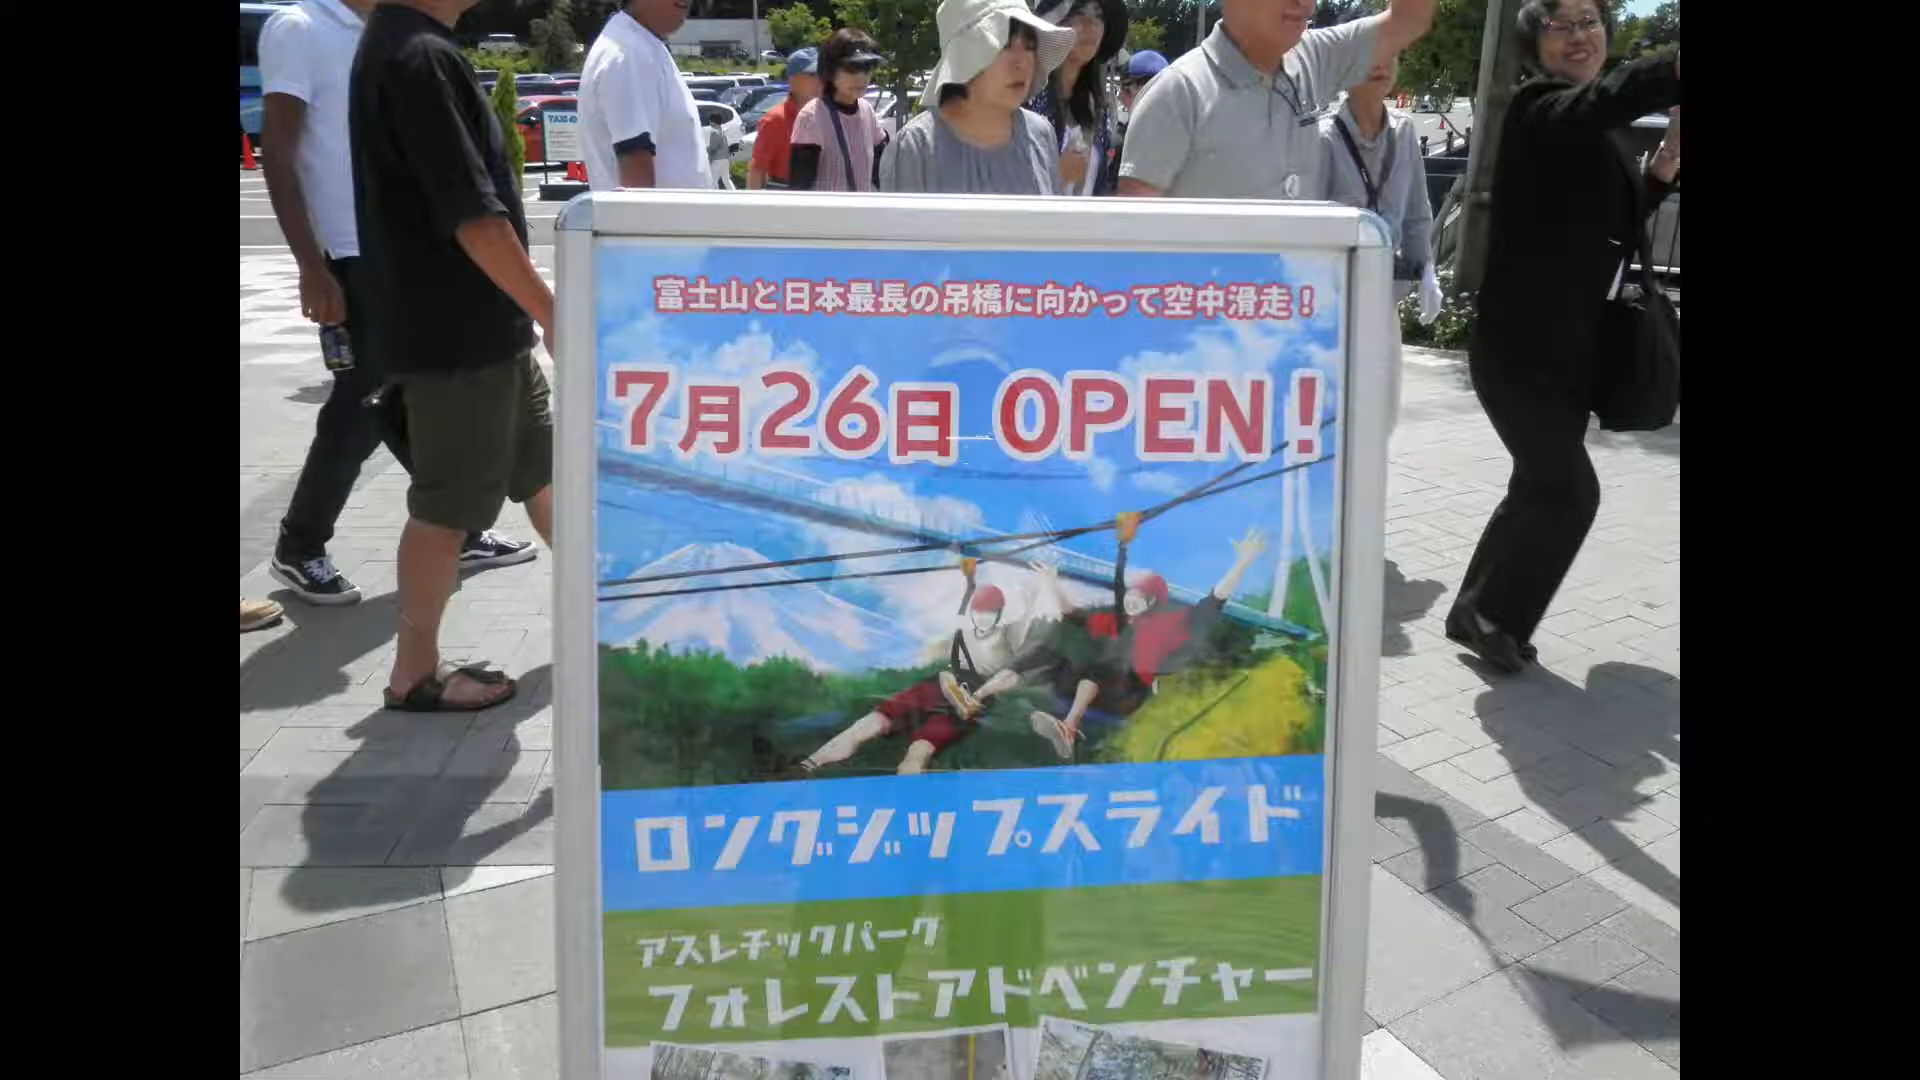 TAXI
富士山と日本最長の吊橋に向かって空中滑走！
7月26日 OPEN！
ロングジップスライド
アスレチックパーク
フォレストアドベンチャー